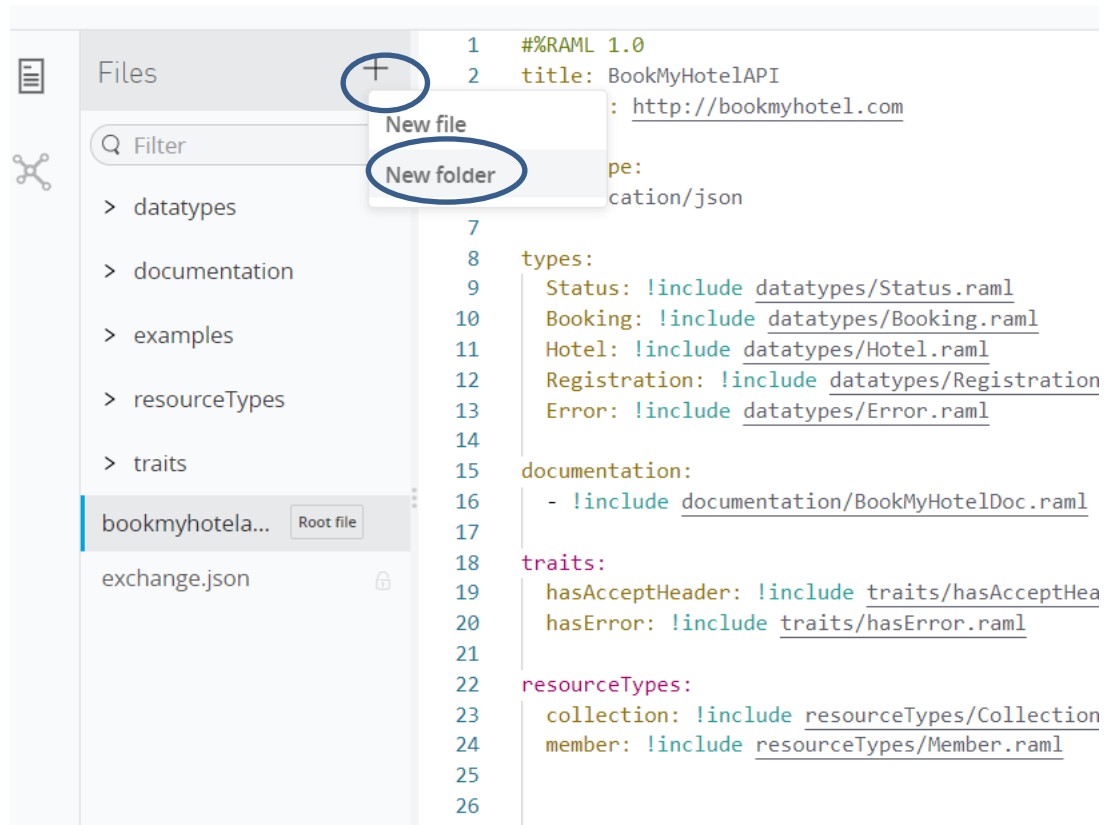 Files
+
New file
New folder
Filter
> datatypes
> documentation
> examples
> resourceTypes
> traits
bookmyhotela... Root file
exchange.json
1 #%RAML 1.0
2 title: BookMyHotelAPI
: http://bookmyhotel.com
pe:
cation/json
7
8 types:
9 Status: !include datatypes/Status.raml
10 Booking: !include datatypes/Booking.raml
11 Hotel: !include datatypes/Hotel.raml
12 Registration: !include datatypes/Registration
13 Error: !include datatypes/Error.raml
14
15 documentation:
16 - !include documentation/BookMyHotelDoc.raml
17
18 traits:
19 hasAcceptHeader: !include traits/hasAcceptHea
20 hasError: !include traits/hasError.raml
21
22 resourceTypes:
23 collection: !include resourceTypes/Collection
24 member: !include resourceTypes/Member.raml
25
26